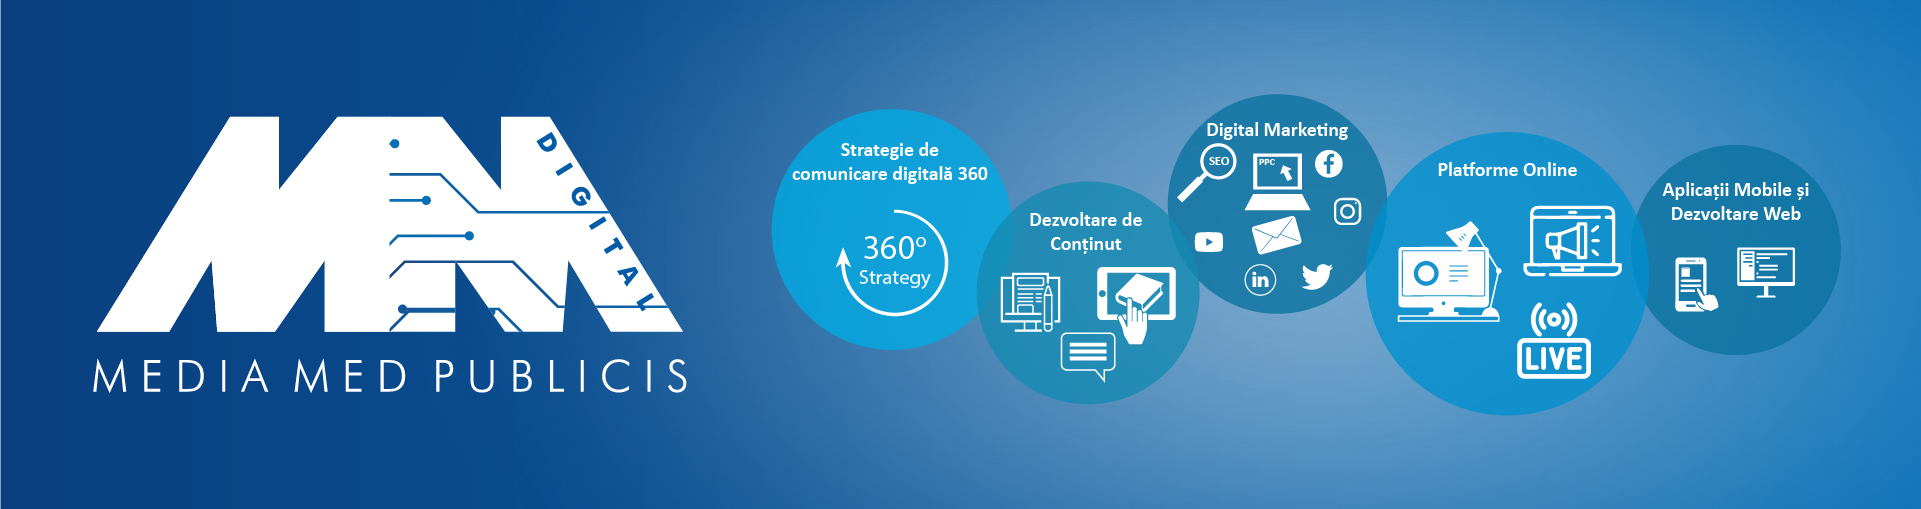 DIGITAL
MEDIA MED PUBLICIS
Strategie de
comunicare digitală 360
360º
Strategy
Dezvoltare de
Conținut
Digital Marketing
SEO
PPC
Platforme Online
LIVE
Aplicații Mobile și
Dezvoltare Web